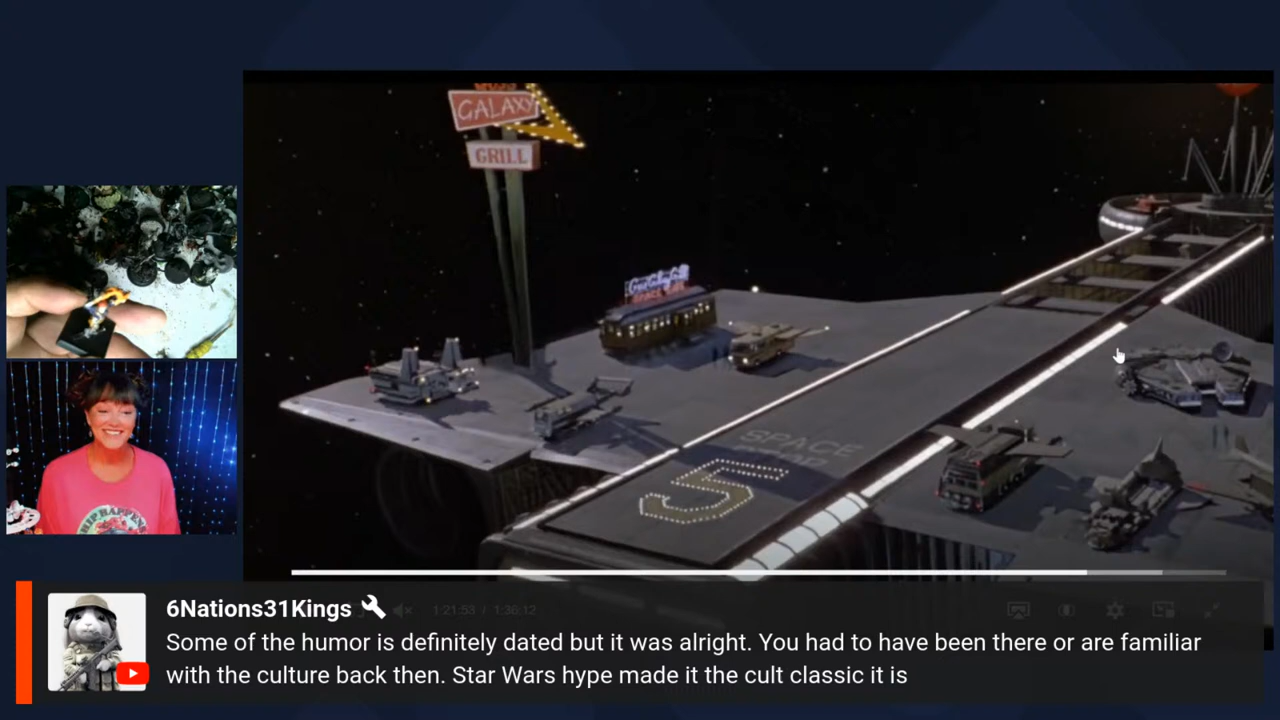 GALAXY
GRILL
SPACE
5
6Nations31Kings
1:21:53 / 1:36:12
Some of the humor is definitely dated but it was alright. You had to have been there or are familiar
with the culture back then. Star Wars hype made it the cult classic it is